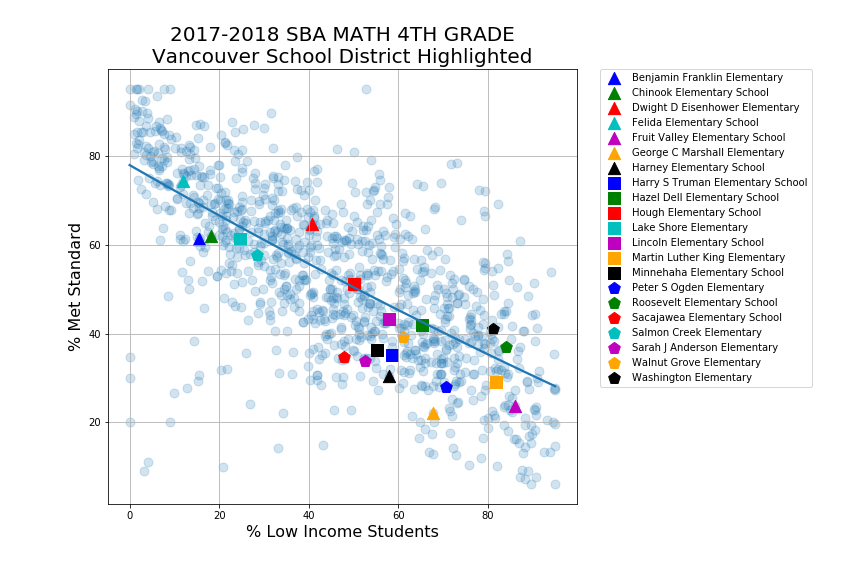 2017-2018 SBA MATH 4TH GRADE
Vancouver School District Highlighted
% Met Standard
80
60
40
20
0
20
40
60
80
% Low Income Students
Benjamin Franklin Elementary
Chinook Elementary School
Dwight D Eisenhower Elementary
Felida Elementary School
Fruit Valley Elementary School
George C Marshall Elementary
Harney Elementary School
Harry S Truman Elementary School
Hazel Dell Elementary School
Hough Elementary School
Lake Shore Elementary
Lincoln Elementary School
Martin Luther King Elementary
Minnehaha Elementary School
Peter S Ogden Elementary
Roosevelt Elementary School
Sacajawea Elementary School
Salmon Creek Elementary
Sarah J Anderson Elementary
Walnut Grove Elementary
Washington Elementary